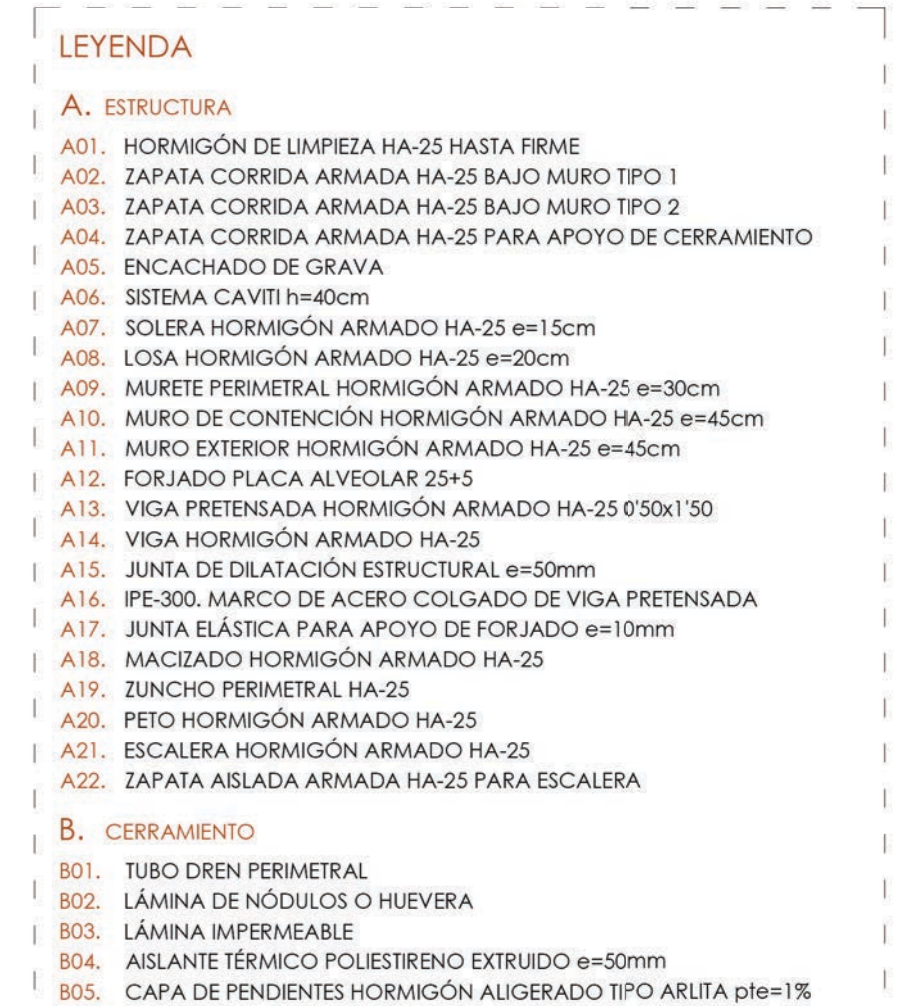 LEYENDA
A. ESTRUCTURA
A01. HORMIGÓN DE LIMPIEZA HA-25 HASTA FIRME
A02. ZAPATA CORRIDA ARMADA HA-25 BAJO MURO TIPO 1
A03. ZAPATA CORRIDA ARMADA HA-25 BAJO MURO TIPO 2
A04. ZAPATA CORRIDA ARMADA HA-25 PARA APOYO DE CERRAMIENTO
A05. ENCACHADO DE GRAVA
A06. SISTEMA CAVITI h=40cm
A07. SOLERA HORMIGÓN ARMADO HA-25 e=15cm
A08. LOSA HORMIGÓN ARMADO HA-25 e=20cm
A09. MURETE PERIMETRAL HORMIGÓN ARMADO HA-25 e=30cm
A10. MURO DE CONTENCIÓN HORMIGÓN ARMADO HA-25 e=45cm
A11. MURO EXTERIOR HORMIGÓN ARMADO HA-25 e=45cm
A12. FORJADO PLACA ALVEOLAR 25+5
A13. VIGA PRETENSADA HORMIGÓN ARMADO HA-25 0'50x1'50
A14. VIGA HORMIGÓN ARMADO HA-25
A15. JUNTA DE DILATACIÓN ESTRUCTURAL e=50mm
A16. IPE-300. MARCO DE ACERO COLGADO DE VIGA PRETENSADA
A17. JUNTA ELÁSTICA PARA APOYO DE FORJADO e=10mm
A18. MACIZADO HORMIGÓN ARMADO HA-25
A19. ZUNCHO PERIMETRAL HA-25
A20. PETO HORMIGÓN ARMADO HA-25
A21. ESCALERA HORMIGÓN ARMADO HA-25
A22. ZAPATA AISLADA ARMADA HA-25 PARA ESCALERA
B. CERRAMIENTO
B01. TUBO DREN PERIMETRAL
B02. LÁMINA DE NÓDULOS O HUEVERA
B03. LÁMINA IMPERMEABLE
B04. AISLANTE TÉRMICO POLIESTIRENO EXTRUIDO e=50mm
B05. CAPA DE PENDIENTES HORMIGÓN ALIGERADO TIPO ARLITA pte=1%